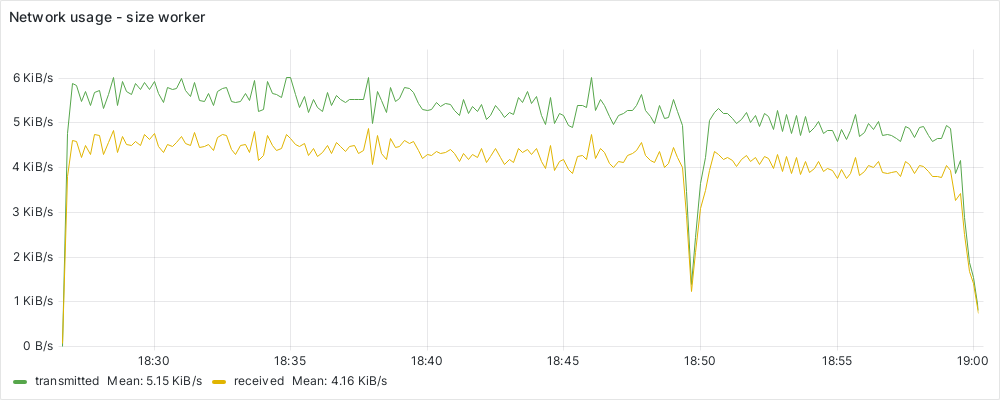 Network usage - size worker
6 KiB/s
5 KiB/s
4 KiB/s
3 KiB/s
2 KiB/s
1 KiB/s
0 B/s
18:30 18:35 18:40 18:45 18:50 18:55 19:00
transmitted Mean: 5.15 KiB/s received Mean: 4.16 KiB/s